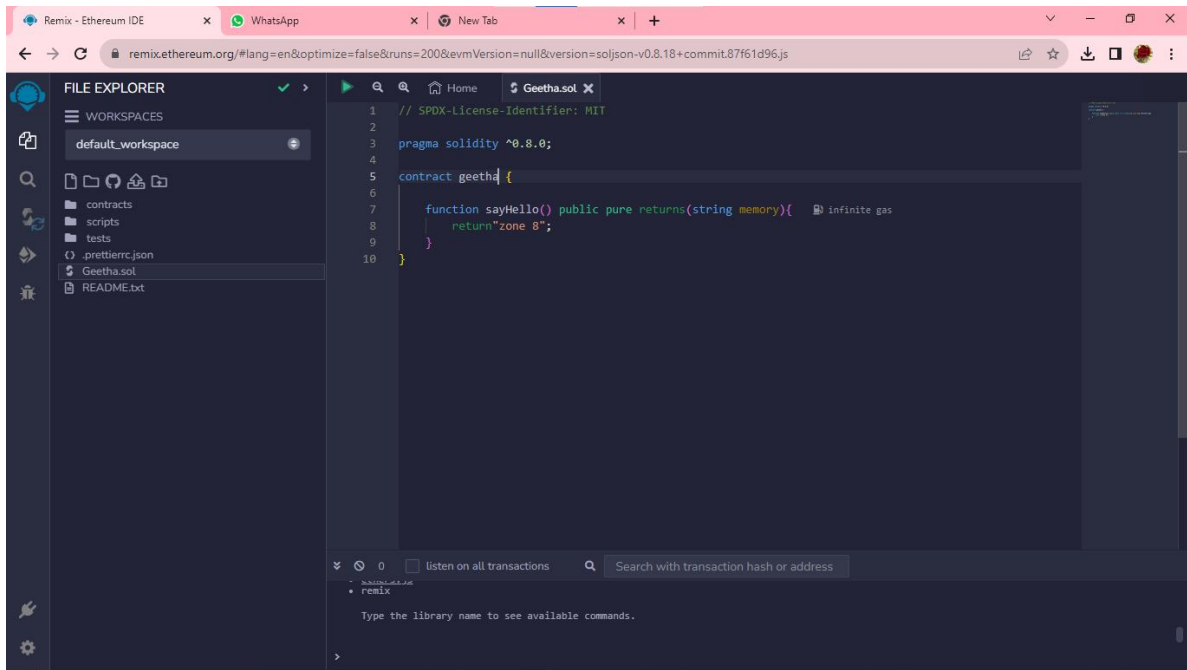 Remix - Ethereum IDE
WhatsApp
New Tab
remix.ethereum.org/#lang=en&optimize=false&runs=200&evmVersion=null&version=soljson-v0.8.18+commit.87f61d96.js
FILE EXPLORER
WORKSPACES
default_workspace
contracts
scripts
tests
.prettierrc.json
Geetha.sol
README.txt
Home
Geetha.sol
1 // SPDX-License-Identifier: MIT
2
3 pragma solidity ^0.8.0;
4
5 contract geetha {
6
7 function sayHello() public pure returns(string memory){ infinite gas
8 return"zone 8";
9 }
10 }
0 listen on all transactions Search with transaction hash or address
• remix
Type the library name to see available commands.
>